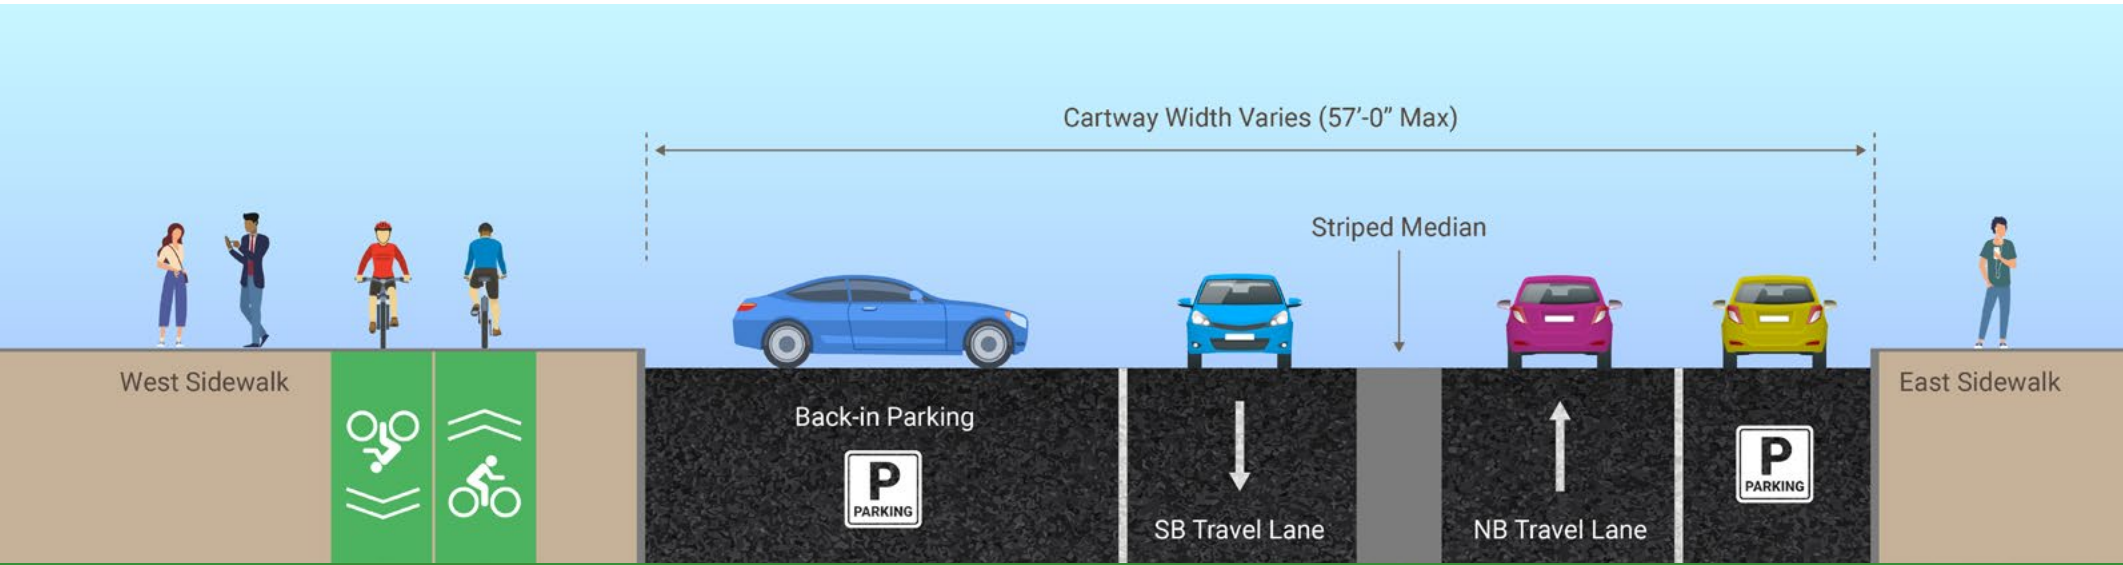 Cartway Width Varies (57'-0” Max)
Striped Median
West Sidewalk
East Sidewalk
Back-in Parking
P
PARKING
SB Travel Lane
NB Travel Lane
P
PARKING